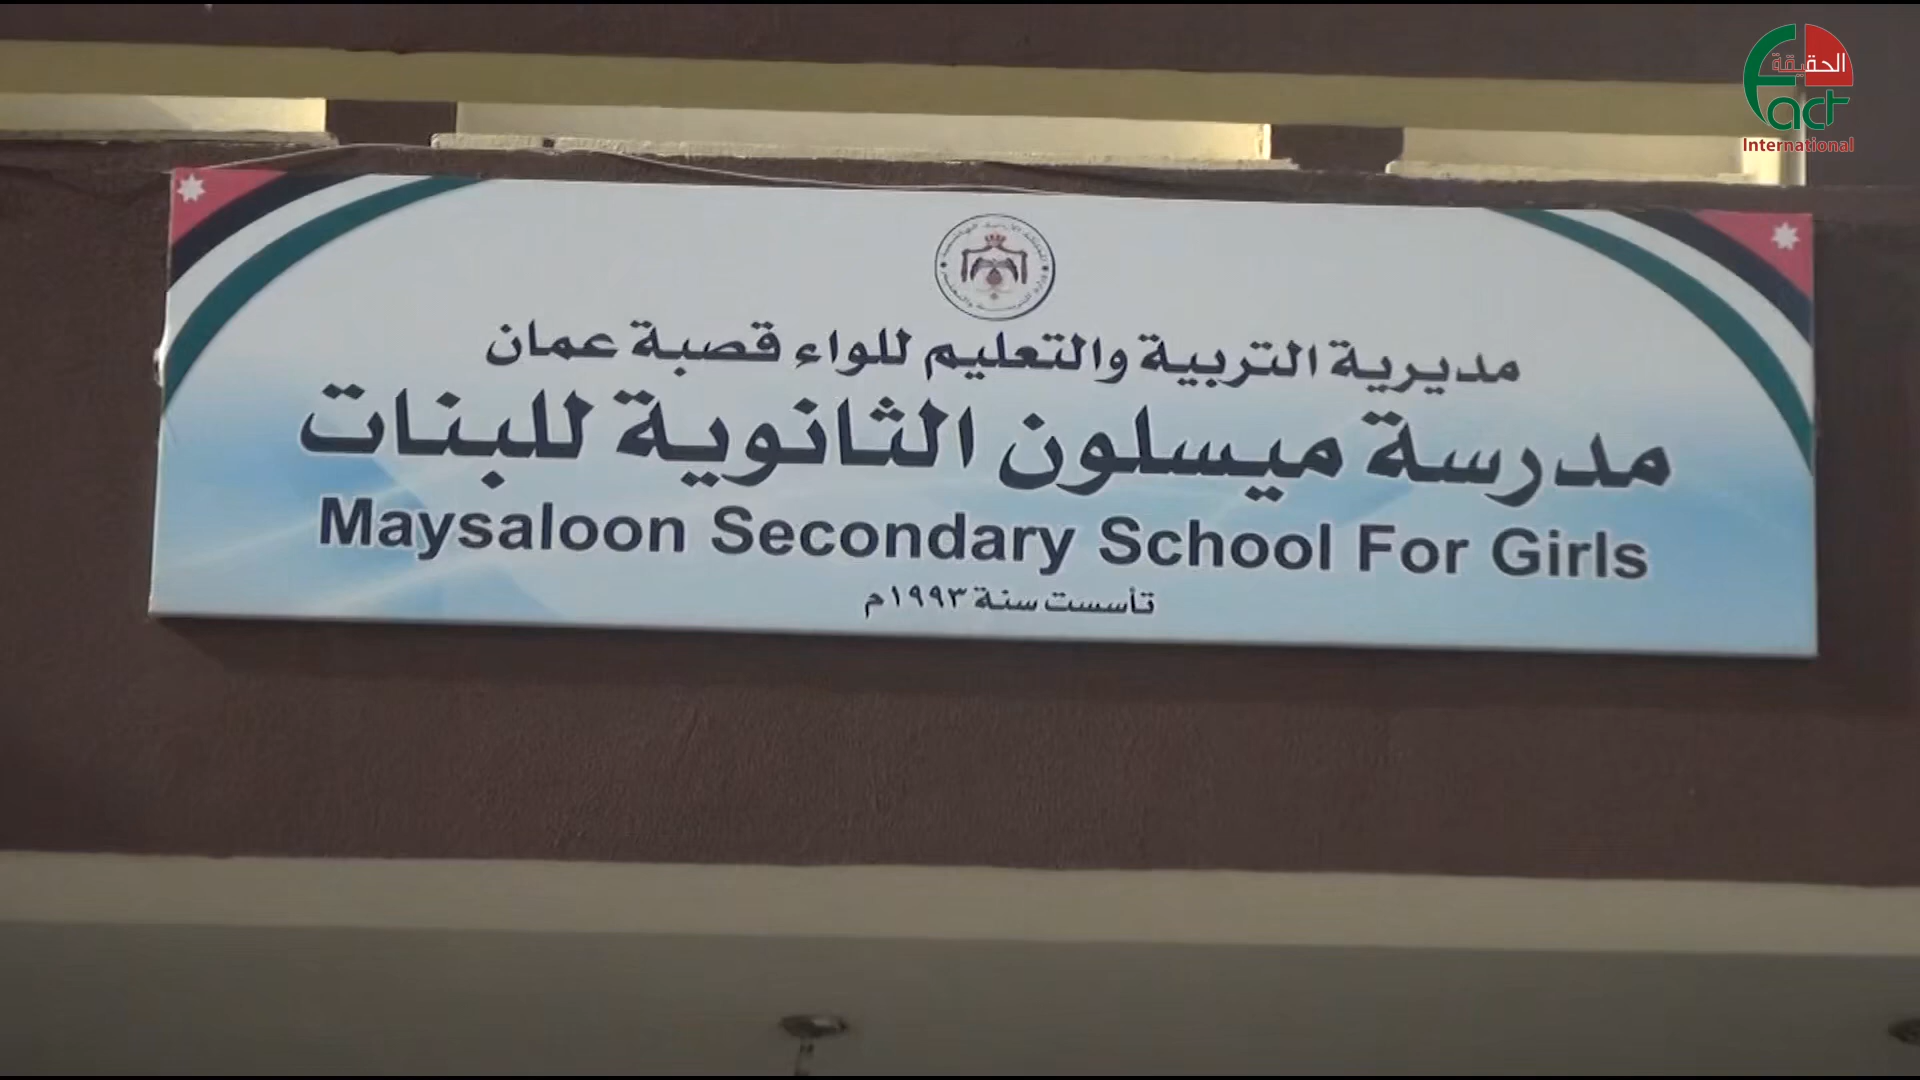 الحقيقة
Fact
International
مديرية التربية والتعليم للواء قصبة عمان
مدرسة ميسلون الثانوية للبنات
Maysaloon Secondary School For Girls
تأسست سنة ١٩٩٣م